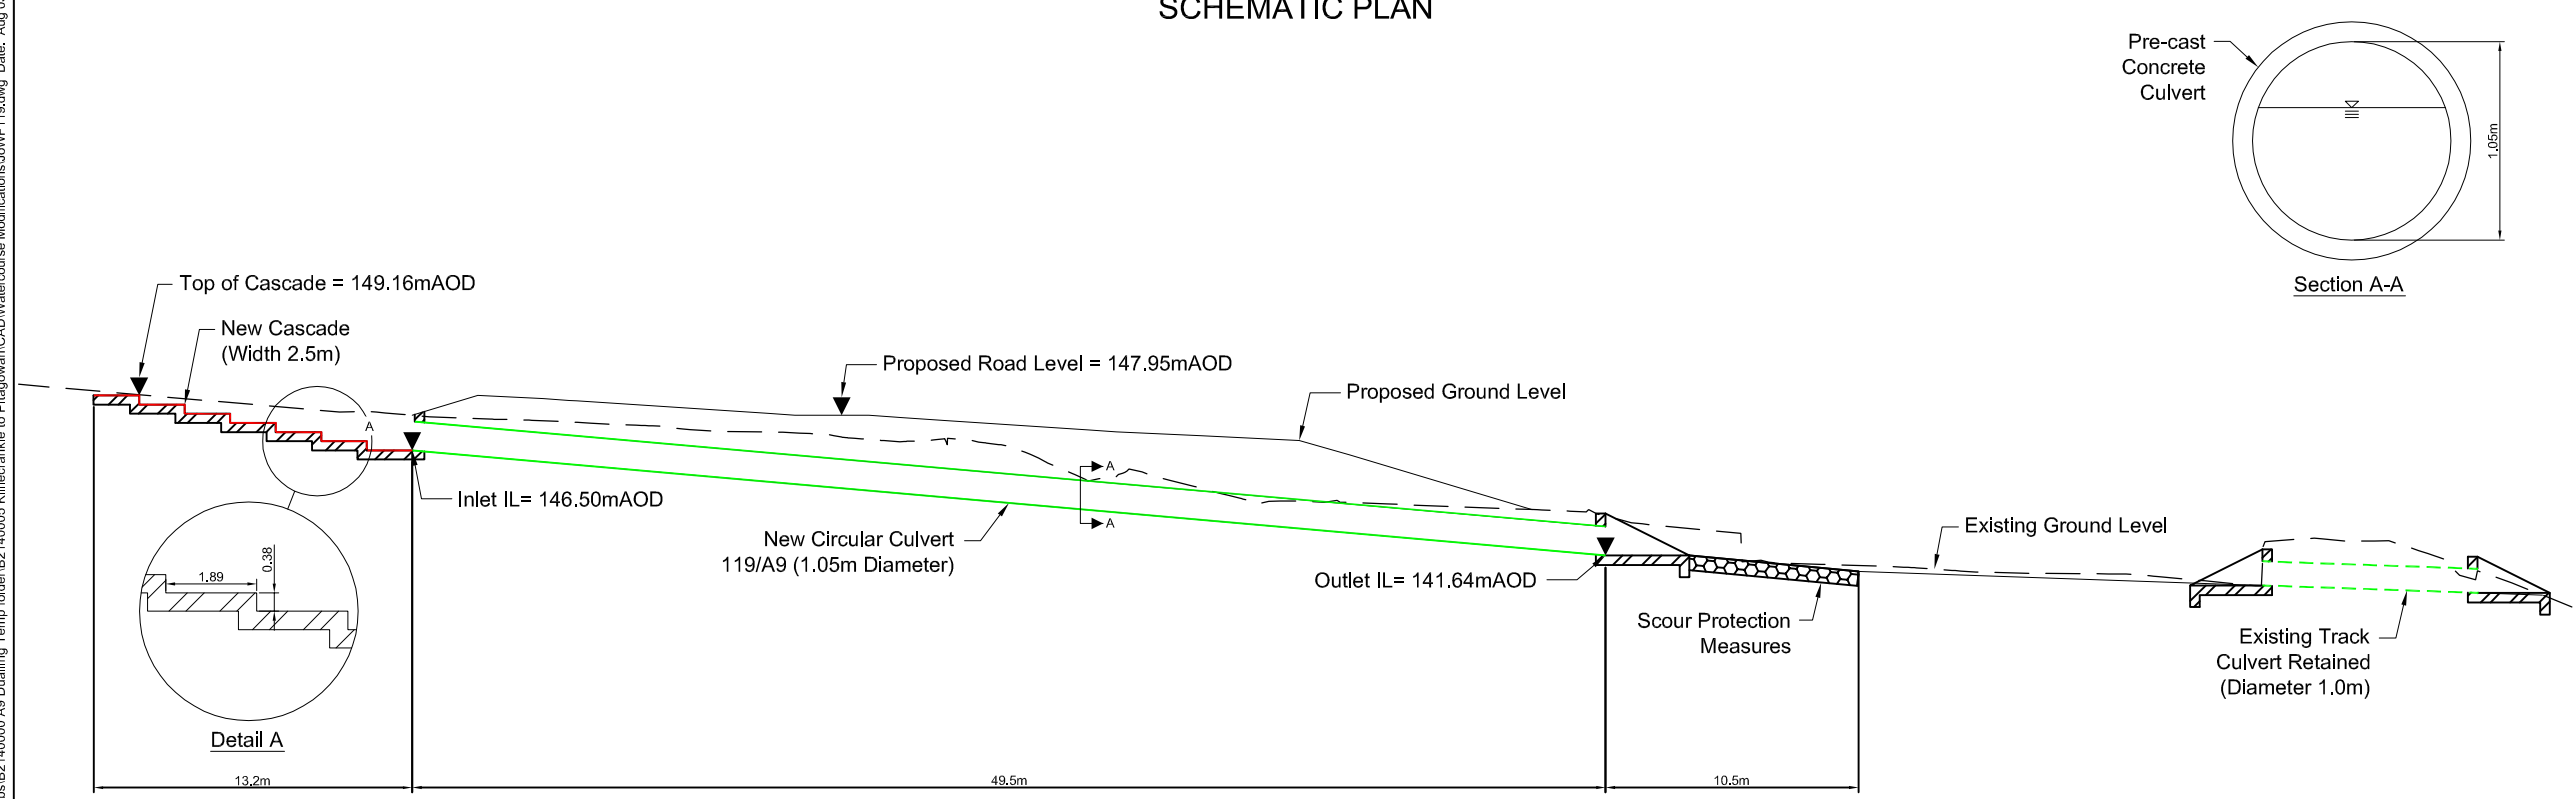 SCHEMATIC PLAN
Pre-cast
Concrete
Culvert
1.05m
Section A-A
Top of Cascade = 149.16mAOD
New Cascade
(Width 2.5m)
Proposed Road Level = 147.95mAOD
Proposed Ground Level
A
A
A
Inlet IL= 146.50mAOD
New Circular Culvert
119/A9 (1.05m Diameter)
Existing Ground Level
Outlet IL= 141.64mAOD
Scour Protection
Measures
Existing Track
Culvert Retained
(Diameter 1.0m)
1.89
0.38
Detail A
13.2m
49.5m
10.5m